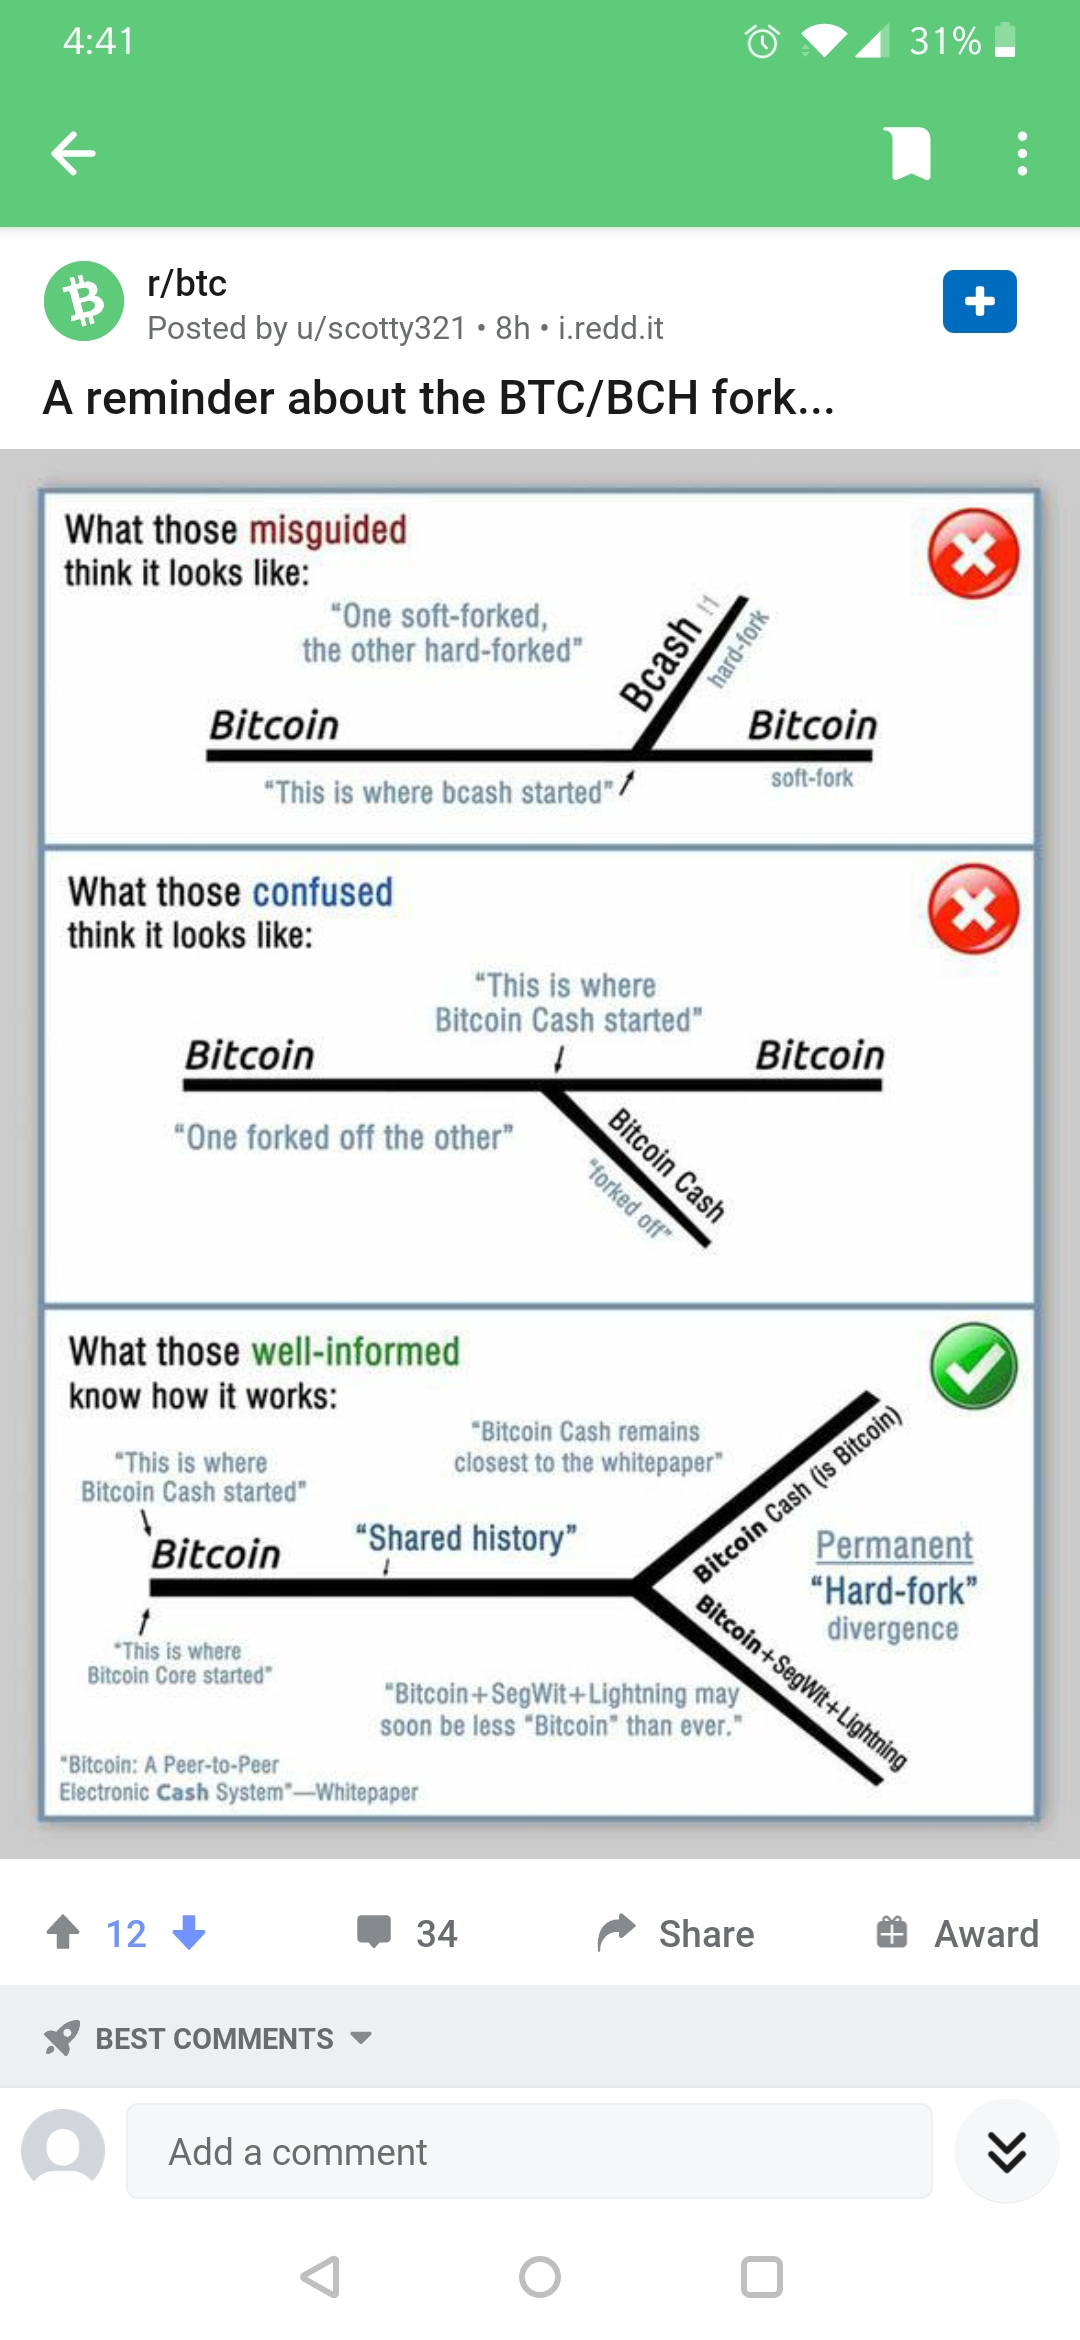 4:41
31%
r/btc
Posted by u/scotty321 • 8h • i.redd.it
A reminder about the BTC/BCH fork...
What those misguided
think it looks like:
"One soft-forked,
the other hard-forked"
Bcash !1
hard-fork
Bitcoin
Bitcoin
"This is where bcash started"
soft-fork
What those confused
think it looks like:
"This is where
Bitcoin Cash started"
Bitcoin
Bitcoin
"One forked off the other"
Bitcoin Cash
"forked off"
What those well-informed
know how it works:
"Bitcoin Cash remains
closest to the whitepaper"
"This is where
Bitcoin Cash started"
Bitcoin
"Shared history"
Bitcoin Cash (is Bitcoin)
Permanent
"Hard-fork"
divergence
Bitcoin+SegWit+Lightning
"This is where
Bitcoin Core started"
"Bitcoin+SegWit+Lightning may
soon be less "Bitcoin" than ever."
"Bitcoin: A Peer-to-Peer
Electronic Cash System"—Whitepaper
12
34
Share
Award
BEST COMMENTS
Add a comment